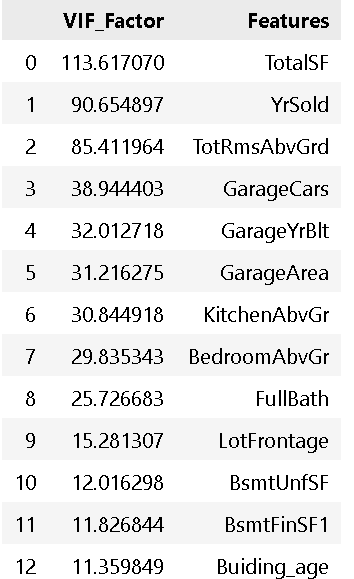 VIF_Factor Features
0 113.617070 TotalSF
1 90.654897 YrSold
2 85.411964 TotRmsAbvGrd
3 38.944403 GarageCars
4 32.012718 GarageYrBlt
5 31.216275 GarageArea
6 30.844918 KitchenAbvGr
7 29.835343 BedroomAbvGr
8 25.726683 FullBath
9 15.281307 LotFrontage
10 12.016298 BsmtUnfSF
11 11.826844 BsmtFinSF1
12 11.359849 Buiding_age